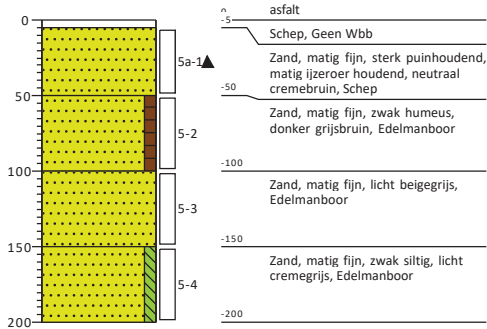 0
50
100
150
200
5a-1
5-2
5-3
5-4
0
asfalt
-5
Schep, Geen Wbb
Zand, matig fijn, sterk puinhoudend,
matig ijzeroer houdend, neutraal
cremebruin, Schep
-50
Zand, matig fijn, zwak humeus,
donker grijsbruin, Edelmanboor
-100
Zand, matig fijn, licht beigegrijs,
Edelmanboor
-150
Zand, matig fijn, zwak siltig, licht
cremegrijs, Edelmanboor
-200